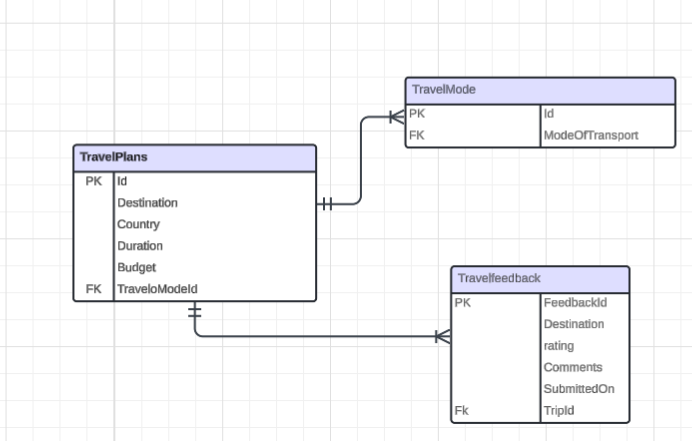 TravelMode
PK Id
FK ModeOfTransport
TravelPlans
PK Id
Destination
Country
Duration
Budget
FK TraveloModeId
Travelfeedback
PK FeedbackId
Destination
rating
Comments
SubmittedOn
Fk TripId